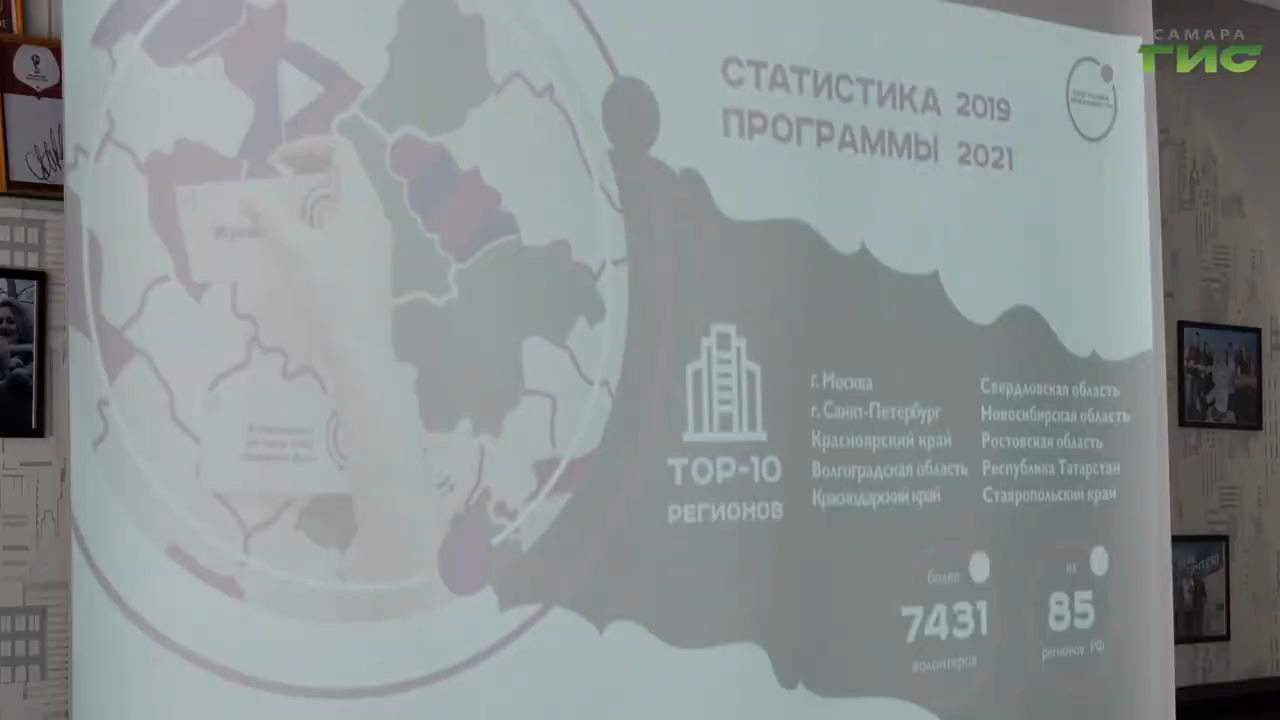 САМАРА
ГИС
СТАТИСТИКА 2019
ПРОГРАММЫ 2021
TOP-10
РЕГИОНОВ
г. Москва
г. Санкт-Петербург
Красноярский край
Волгоградская область
Краснодарский край
Свердловская область
Новосибирская область
Ростовская область
Республика Татарстан
Ставропольский край
более
7431
волонтеров
из
85
регионов РФ